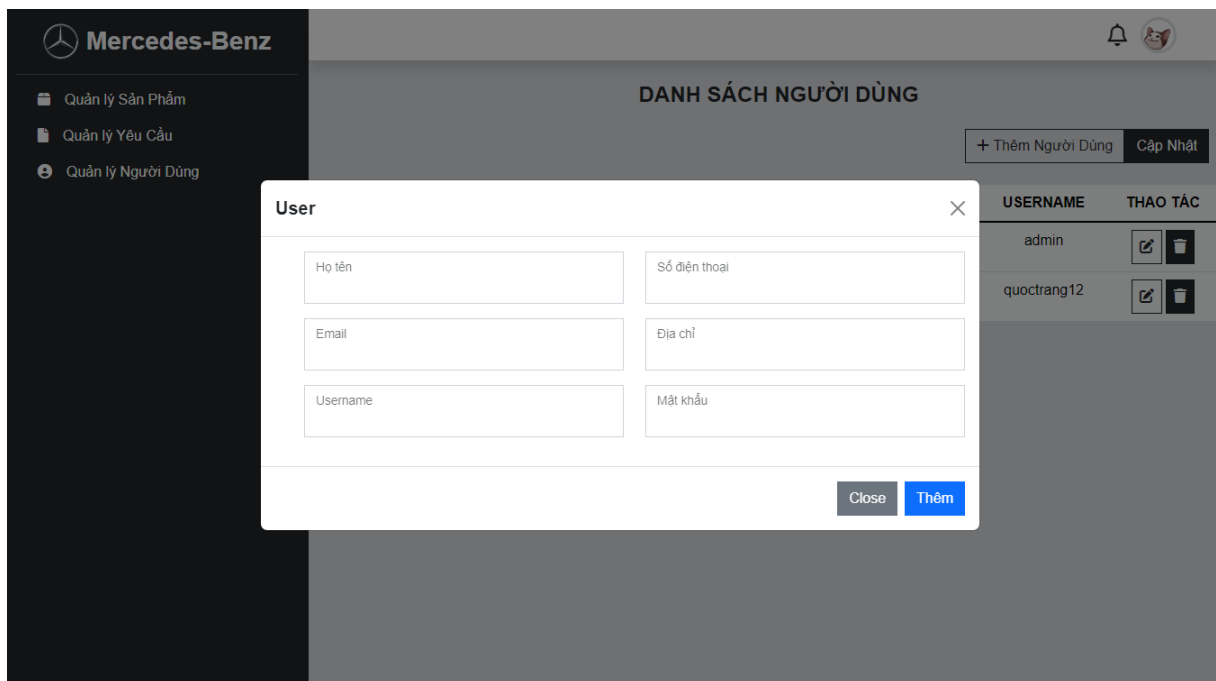 Mercedes-Benz
Quản lý Sản Phẩm
Quản lý Yêu Cầu
Quản lý Người Dùng
DANH SÁCH NGƯỜI DÙNG
+ Thêm Người Dùng
Cập Nhật
USERNAME
THAO TÁC
admin
quoctrang12
User
Họ tên
Số điện thoại
Email
Địa chỉ
Username
Mật khẩu
Close
Thêm